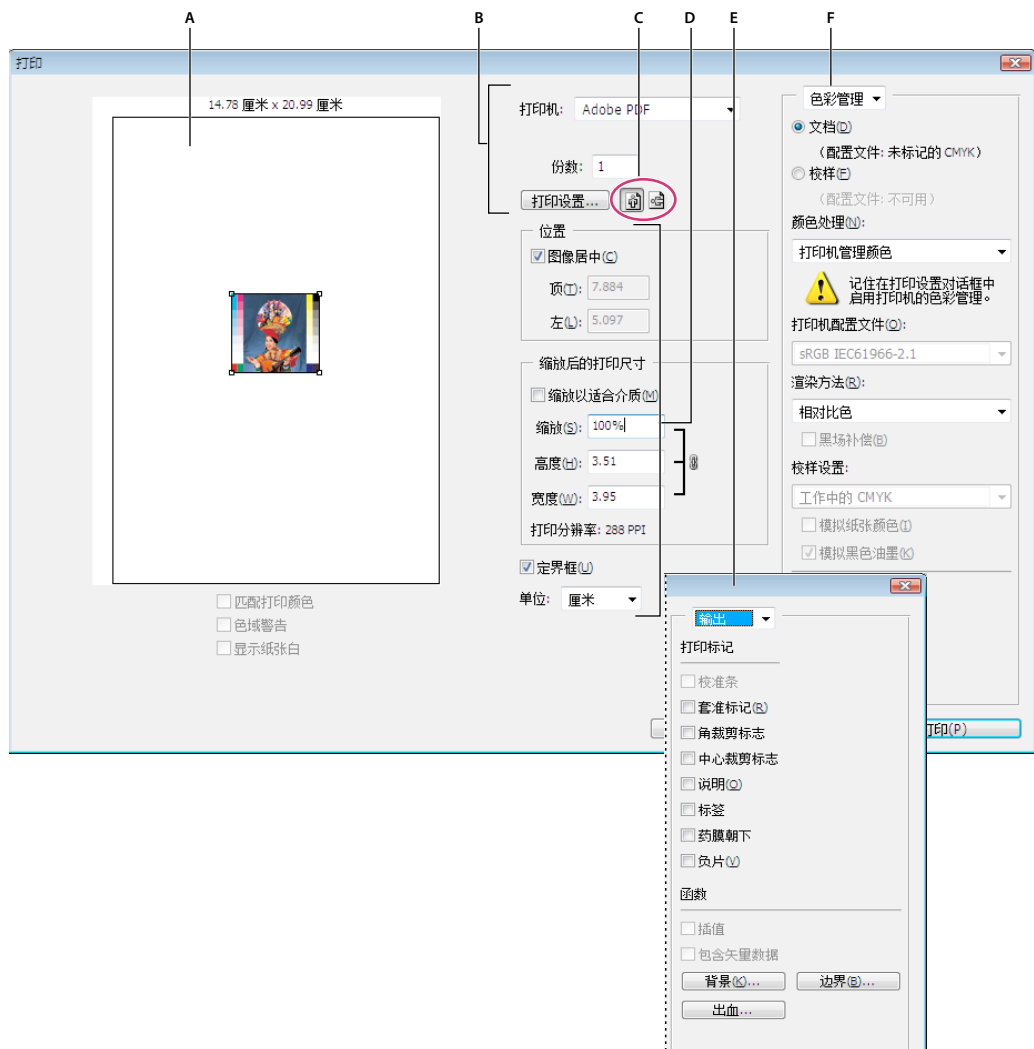 A B C D E F
打印
14.78 厘米 x 20.99 厘米
匹配打印颜色
色域警告
显示纸张白
打印机: Adobe PDF
份数: 1
打印设置...
位置
图像居中(C)
顶(T): 7.884
左(L): 5.097
缩放后的打印尺寸
缩放以适合介质(M)
缩放(S): 100%
高度(H): 3.51
宽度(W): 3.95
打印分辨率: 288 PPI
定界框(U)
单位: 厘米
色彩管理
文档(D)
(配置文件: 未标记的 CMYK)
校样(F)
(配置文件: 不可用)
颜色处理(N):
打印机管理颜色
记住在打印设置对话框中
启用打印机的色彩管理。
打印机配置文件(O):
sRGB IEC61966-2.1
渲染方法(R):
相对比色
黑场补偿(B)
校样设置:
工作中的 CMYK
模拟纸张颜色(I)
模拟黑色油墨(K)
打印(P)
输出
打印标记
校准条
套准标记(R)
角裁剪标志
中心裁剪标志
说明(O)
标签
药膜朝下
负片(V)
函数
插值
包含矢量数据
背景(K)... 边界(B)...
出血...